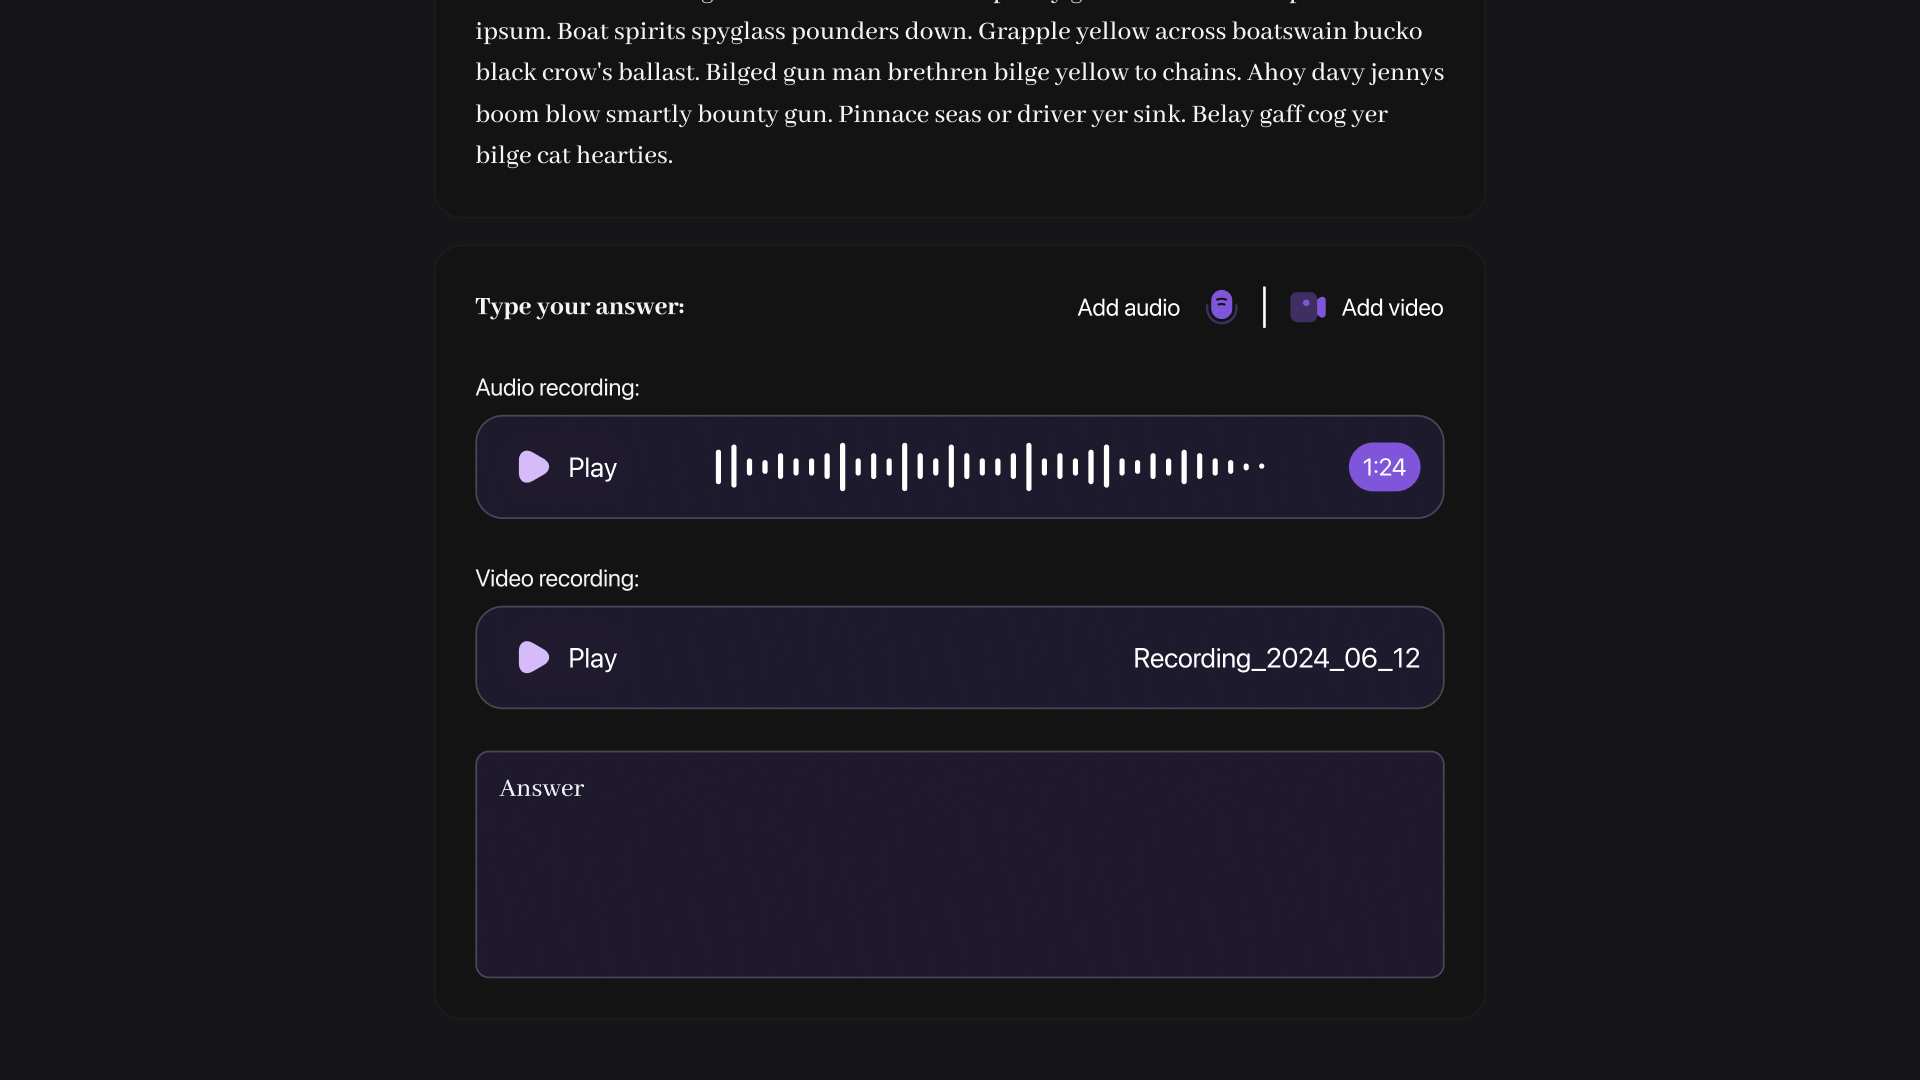 ipsum. Boat spirits spyglass pounders down. Grapple yellow across boatswain bucko
black crow's ballast. Bilged gun man brethren bilge yellow to chains. Ahoy davy jennys
boom blow smartly bounty gun. Pinnace seas or driver yer sink. Belay gaff cog yer
bilge cat hearties.
Type your answer:
Add audio
Add video
Audio recording:
Play
1:24
Video recording:
Play
Recording_2024_06_12
Answer